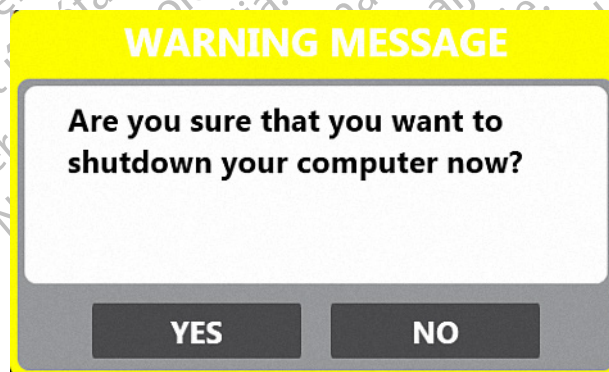 WARNING MESSAGE
Are you sure that you want to
shutdown your computer now?
YES
NO